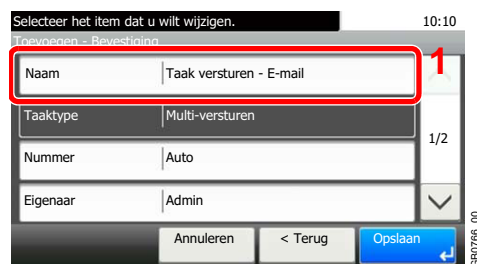 Selecteer het item dat u wilt wijzigen. 10:10
Toevoegen - Bevestiging
Naam Taak versturen - E-mail 1
Taaktype Multi-versturen
1/2
Nummer Auto
Eigenaar Admin
Annuleren < Terug Opslaan
GB0766_00